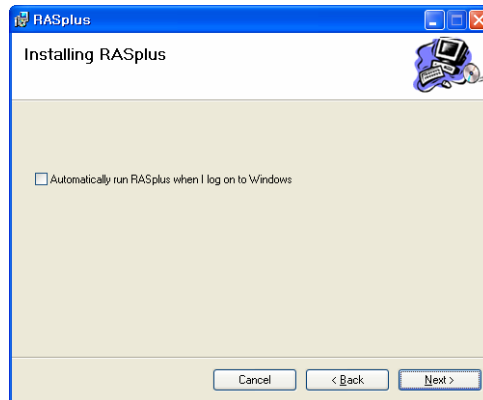 RASplus
Installing RASplus
Automatically run RASplus when I log on to Windows
Cancel
< Back
Next >